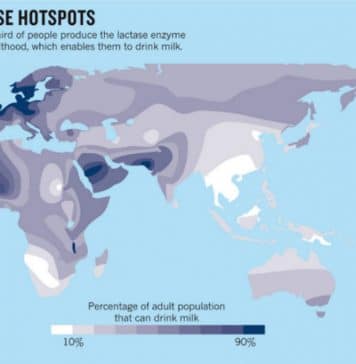 SE HOTSPOTS
ird of people produce the lactase enzyme
lthood, which enables them to drink milk.
Percentage of adult population
that can drink milk
10% 90%